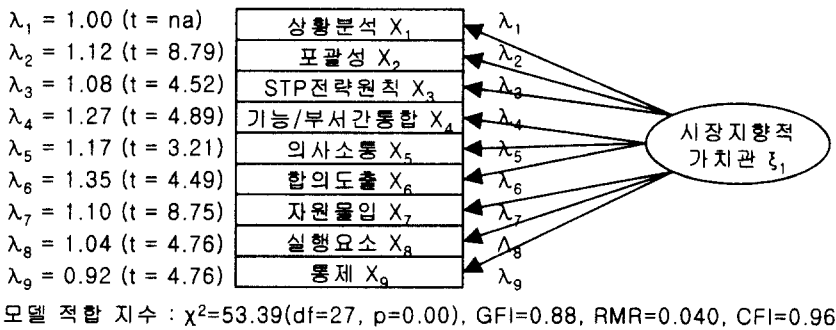 λ₁ = 1.00 (t = na) 상황분석 X₁ λ₁
λ₂ = 1.12 (t = 8.79) 포괄성 X₂ λ₂
λ₃ = 1.08 (t = 4.52) STP전략원칙 X₃ λ₃
λ₄ = 1.27 (t = 4.89) 기능/부서간통합 X₄ λ₄
λ₅ = 1.17 (t = 3.21) 의사소통 X₅ λ₅
λ₆ = 1.35 (t = 4.49) 합의도출 X₆ λ₆
λ₇ = 1.10 (t = 8.75) 자원몰입 X₇ λ₇
λ₈ = 1.04 (t = 4.76) 실행요소 X₈ Λ₈
λ₉ = 0.92 (t = 4.76) 통제 X₉ λ₉
시장지향적
가치관 ξ₁
모델 적합 지수 : χ²=53.39(df=27, p=0.00), GFI=0.88, RMR=0.040, CFI=0.96